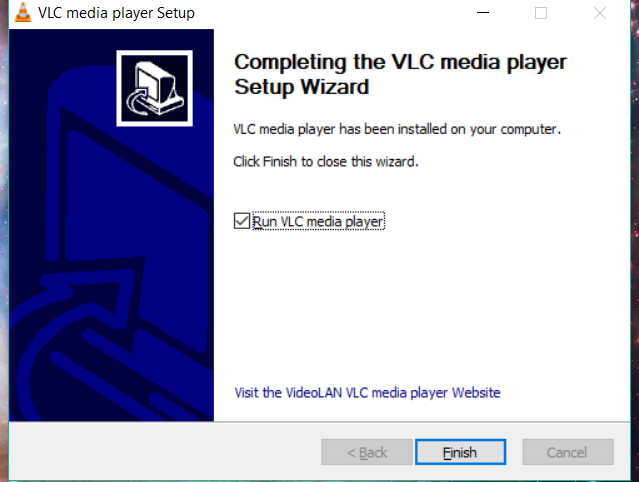 VLC media player Setup
Completing the VLC media player
Setup Wizard
VLC media player has been installed on your computer.
Click Finish to close this wizard.
Run VLC media player
Visit the VideoLAN VLC media player Website
< Back
Finish
Cancel